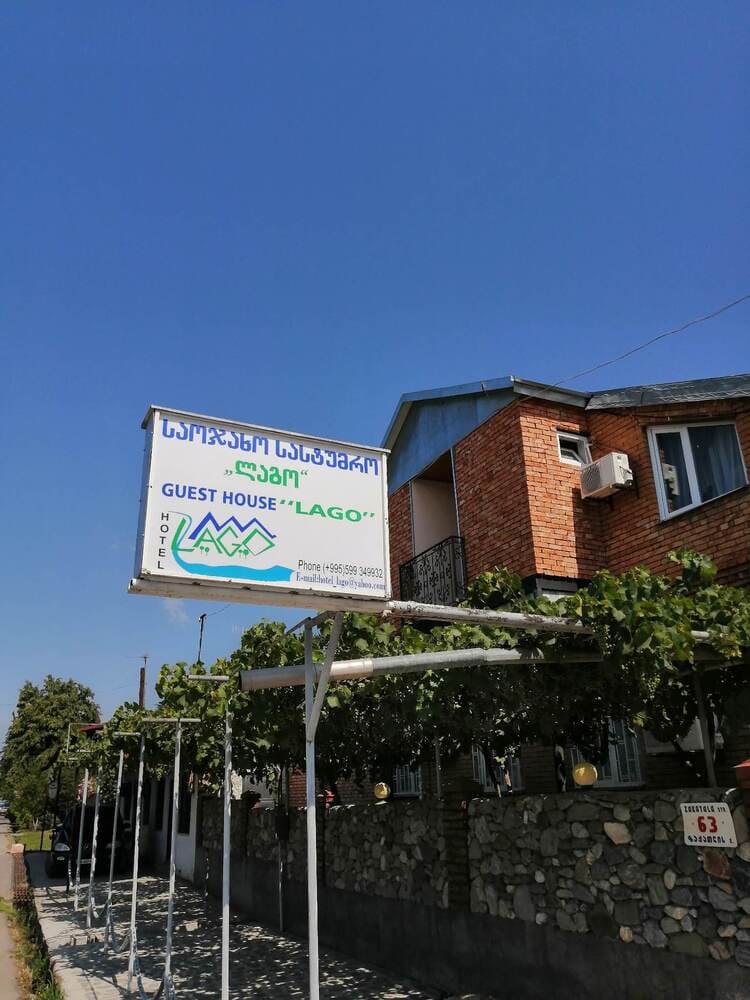 საოჯახო სასტუმრო
„ლაგო“
GUEST HOUSE "LAGO"
HOTEL
LAGO
Phone (+995)599 349932
E-mail:hotel_lago@yahoo.com
63